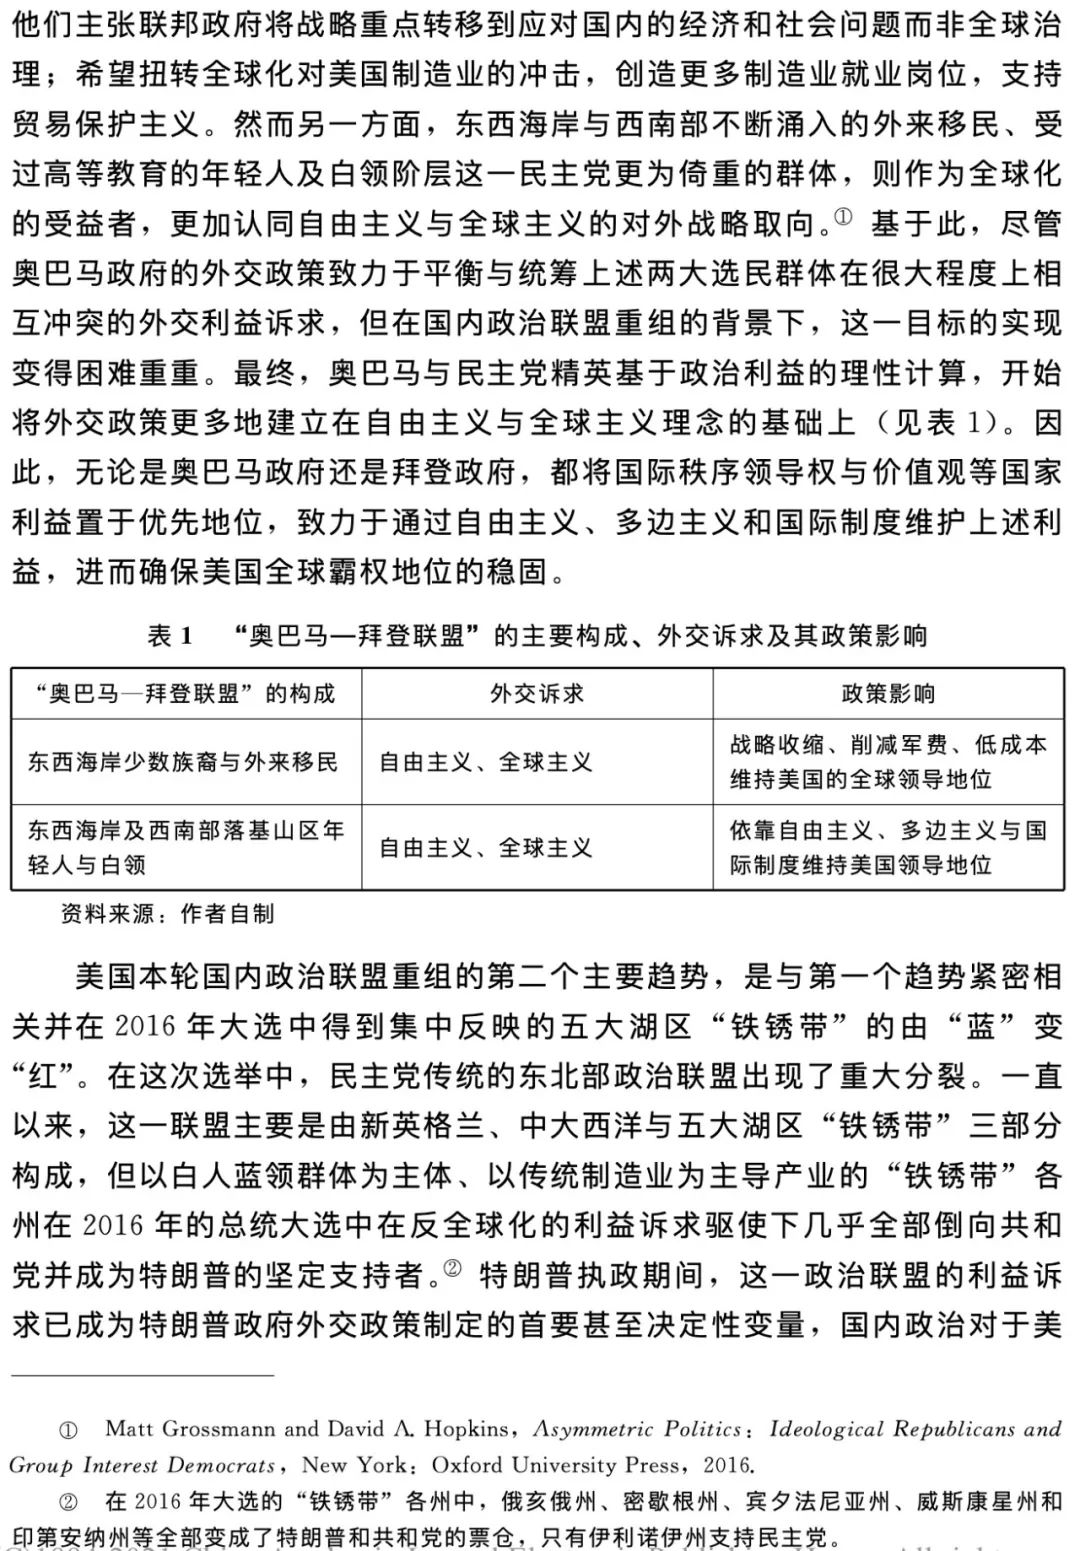 他们主张联邦政府将战略重点转移到应对国内的经济和社会问题而非全球治
理；希望扭转全球化对美国制造业的冲击，创造更多制造业就业岗位，支持
贸易保护主义。然而另一方面，东西海岸与西南部不断涌入的外来移民、受
过高等教育的年轻人及白领阶层这一民主党更为倚重的群体，则作为全球化
的受益者，更加认同自由主义与全球主义的对外战略取向。① 基于此，尽管
奥巴马政府的外交政策致力于平衡与统筹上述两大选民群体在很大程度上相
互冲突的外交利益诉求，但在国内政治联盟重组的背景下，这一目标的实现
变得困难重重。最终，奥巴马与民主党精英基于政治利益的理性计算，开始
将外交政策更多地建立在自由主义与全球主义理念的基础上（见表 1）。因
此，无论是奥巴马政府还是拜登政府，都将国际秩序领导权与价值观等国家
利益置于优先地位，致力于通过自由主义、多边主义和国际制度维护上述利
益，进而确保美国全球霸权地位的稳固。
表 1 “奥巴马—拜登联盟”的主要构成、外交诉求及其政策影响
“奥巴马—拜登联盟”的构成 外交诉求 政策影响
东西海岸少数族裔与外来移民 自由主义、全球主义 战略收缩、削减军费、低成本
维持美国的全球领导地位
东西海岸及西南部落基山区年
轻人与白领 自由主义、全球主义 依靠自由主义、多边主义与国
际制度维持美国领导地位
资料来源：作者自制
美国本轮国内政治联盟重组的第二个主要趋势，是与第一个趋势紧密相
关并在 2016 年大选中得到集中反映的五大湖区“铁锈带”的由“蓝”变
“红”。在这次选举中，民主党传统的东北部政治联盟出现了重大分裂。一直
以来，这一联盟主要是由新英格兰、中大西洋与五大湖区“铁锈带”三部分
构成，但以白人蓝领群体为主体、以传统制造业为主导产业的“铁锈带”各
州在 2016 年的总统大选中在反全球化的利益诉求驱使下几乎全部倒向共和
党并成为特朗普的坚定支持者。② 特朗普执政期间，这一政治联盟的利益诉
求已成为特朗普政府外交政策制定的首要甚至决定性变量，国内政治对于美
① Matt Grossmann and David A. Hopkins, Asymmetric Politics: Ideological Republicans and
Group Interest Democrats, New York: Oxford University Press, 2016.
② 在 2016 年大选的“铁锈带”各州中，俄亥俄州、密歇根州、宾夕法尼亚州、威斯康星州和
印第安纳州等全部变成了特朗普和共和党的票仓，只有伊利诺伊州支持民主党。